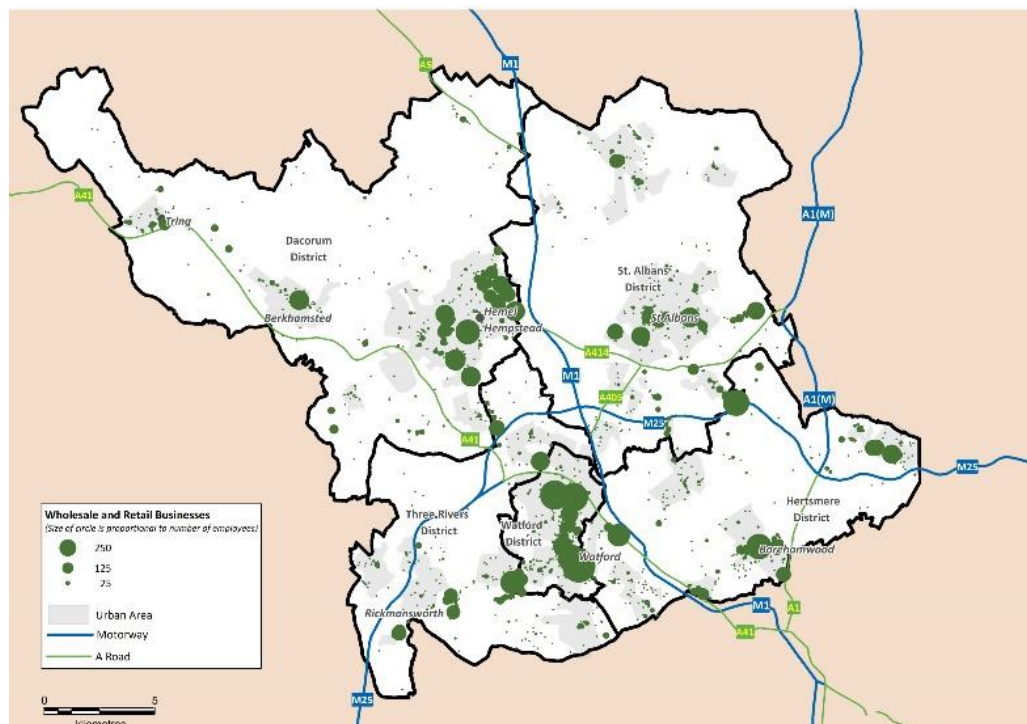 A5
M1
A41
Tring
A1(M)
Dacorum
District
St. Albans
District
Berkhamsted
Hemel
Hempstead
St Albans
A414
M1
A405
A1(M)
A41
M25
M25
Hertsmere
District
Three Rivers
District
Watford
District
Watford
Borehamwood
Rickmansworth
M1
A1
A41
M25
Wholesale and Retail Businesses
(Size of circle is proportional to number of employees)
250
125
25
Urban Area
Motorway
A Road
0 5
Kilometres